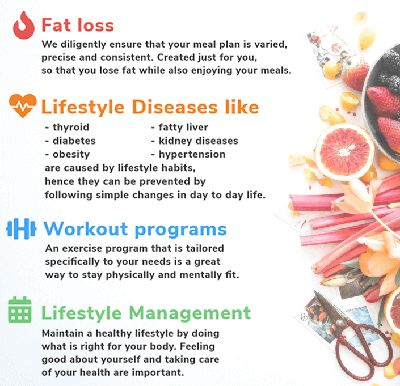 Fat loss
We diligently ensure that your meal plan is varied,
precise and consistent. Created just for you,
so that you lose fat while also enjoying your meals.
Lifestyle Diseases like
- thyroid - fatty liver
- diabetes - kidney diseases
- obesity - hypertension
are caused by lifestyle habits,
hence they can be prevented by
following simple changes in day to day life.
Workout programs
An exercise program that is tailored
specifically to your needs is a great
way to stay physically and mentally fit.
Lifestyle Management
Maintain a healthy lifestyle by doing
what is right for your body. Feeling
good about yourself and taking care
of your health are important.